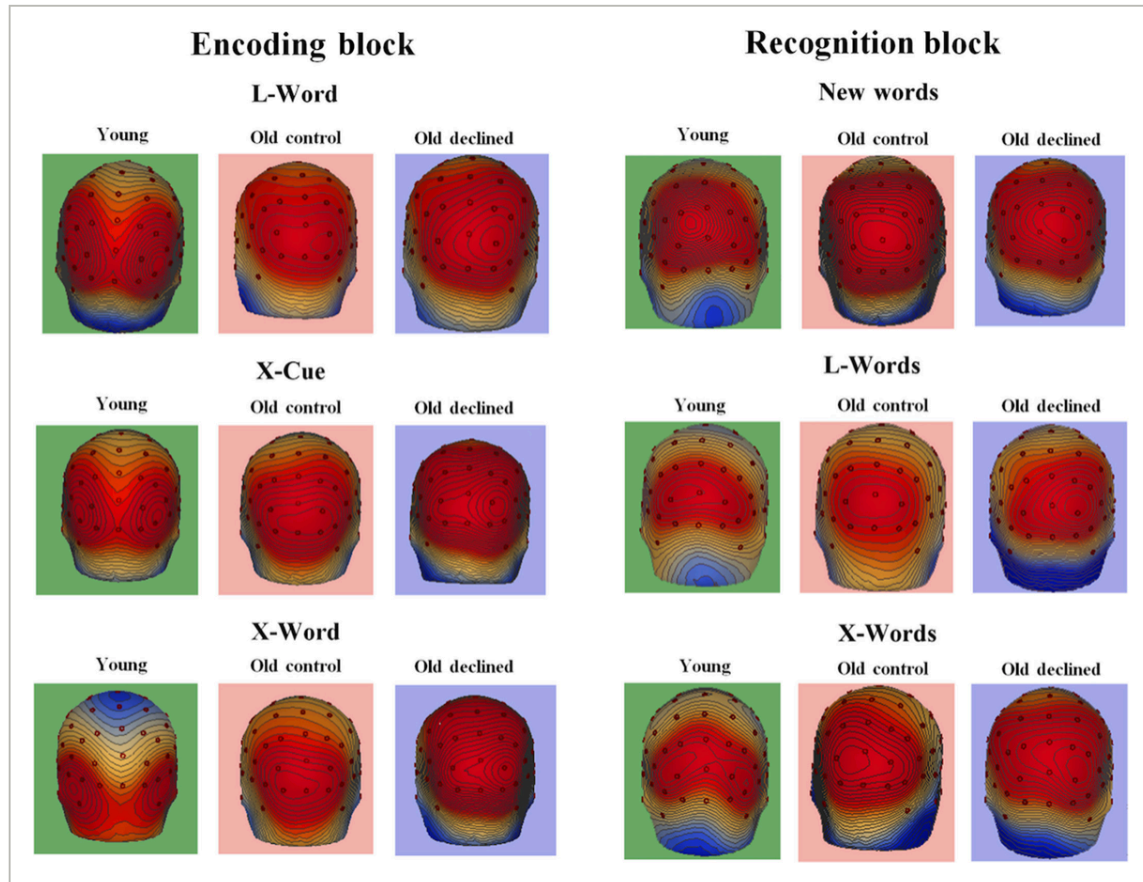 Encoding block
L-Word
Young Old control Old declined
X-Cue
Young Old control Old declined
X-Word
Young Old control Old declined
Recognition block
New words
Young Old control Old declined
L-Words
Young Old control Old declined
X-Words
Young Old control Old declined